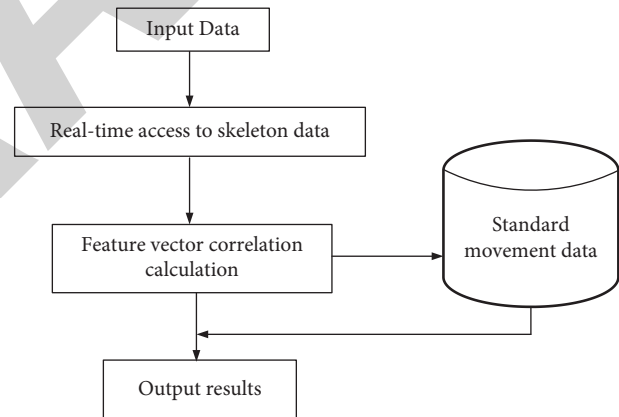 Input Data
Real-time access to skeleton data
Feature vector correlation
calculation
Standard
movement data
Output results